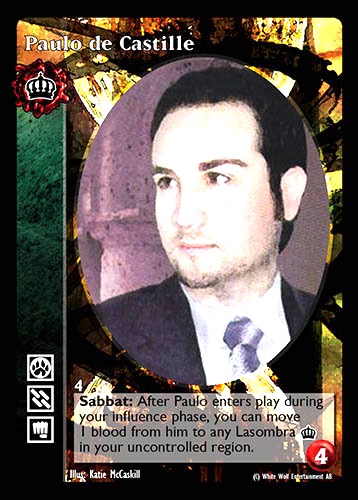 Paulo de Castille
4
Sabbat: After Paulo enters play during
your influence phase, you can move
1 blood from him to any Lasombra
in your uncontrolled region.
4
Illus: Katie McCaskill
(C) White Wolf Entertainment AB